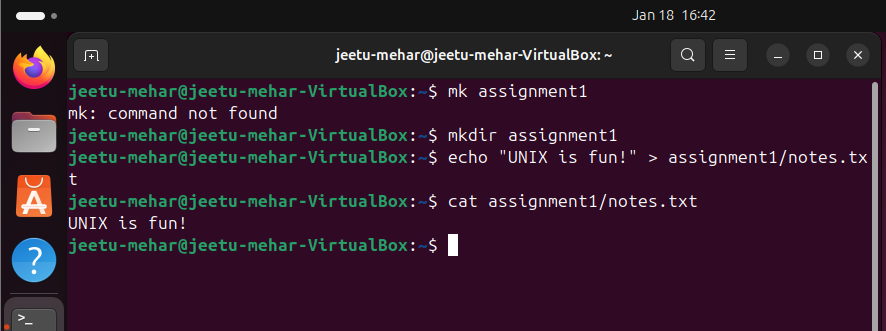 Jan 18 16:42
jeetu-mehar@jeetu-mehar-VirtualBox: ~
jeetu-mehar@jeetu-mehar-VirtualBox:~$ mk assignment1
mk: command not found
jeetu-mehar@jeetu-mehar-VirtualBox:~$ mkdir assignment1
jeetu-mehar@jeetu-mehar-VirtualBox:~$ echo "UNIX is fun!" > assignment1/notes.tx
t
jeetu-mehar@jeetu-mehar-VirtualBox:~$ cat assignment1/notes.txt
UNIX is fun!
jeetu-mehar@jeetu-mehar-VirtualBox:~$